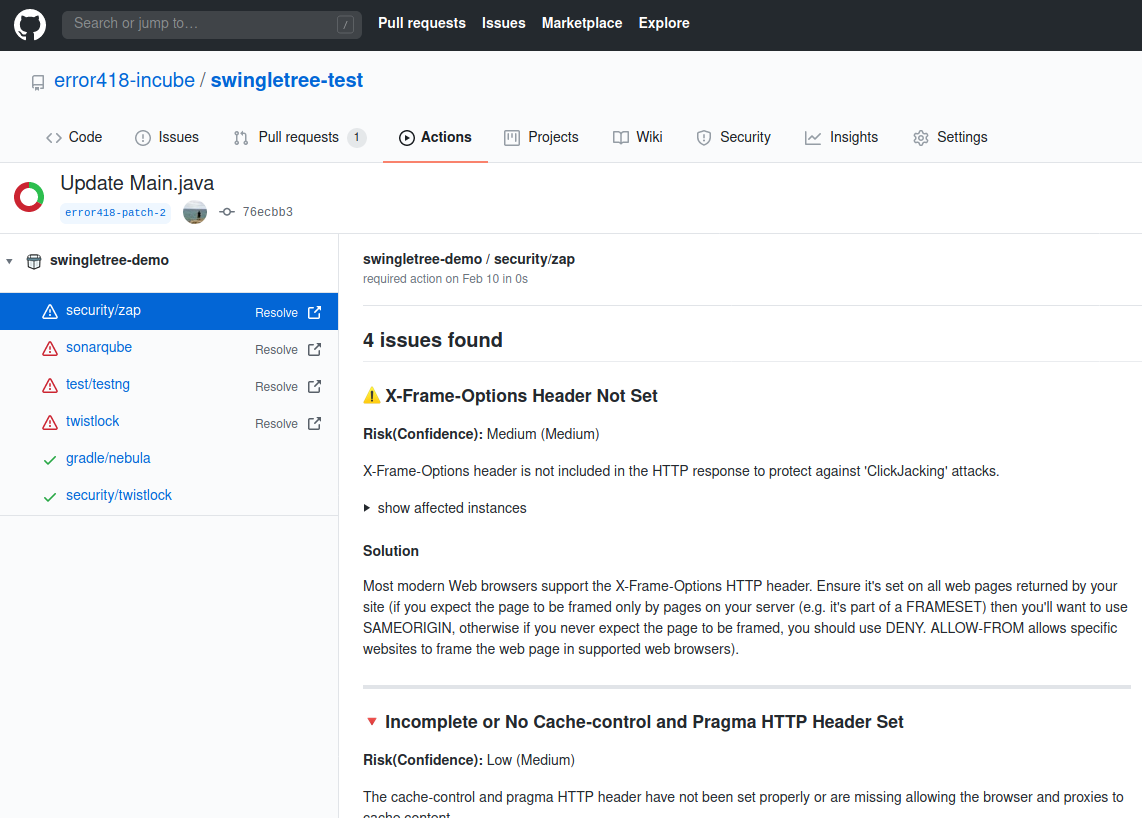 Search or jump to… /
Pull requests Issues Marketplace Explore
error418-incube / swingletree-test
Code
Issues
Pull requests 1
Actions
Projects
Wiki
Security
Insights
Settings
Update Main.java
error418-patch-2 76ecbb3
swingletree-demo
security/zap Resolve
sonarqube Resolve
test/testng Resolve
twistlock Resolve
gradle/nebula
security/twistlock
swingletree-demo / security/zap
required action on Feb 10 in 0s
4 issues found
X-Frame-Options Header Not Set
Risk(Confidence): Medium (Medium)
X-Frame-Options header is not included in the HTTP response to protect against 'ClickJacking' attacks.
show affected instances
Solution
Most modern Web browsers support the X-Frame-Options HTTP header. Ensure it's set on all web pages returned by your
site (if you expect the page to be framed only by pages on your server (e.g. it's part of a FRAMESET) then you'll want to use
SAMEORIGIN, otherwise if you never expect the page to be framed, you should use DENY. ALLOW-FROM allows specific
websites to frame the web page in supported web browsers).
Incomplete or No Cache-control and Pragma HTTP Header Set
Risk(Confidence): Low (Medium)
The cache-control and pragma HTTP header have not been set properly or are missing allowing the browser and proxies to
cache content.